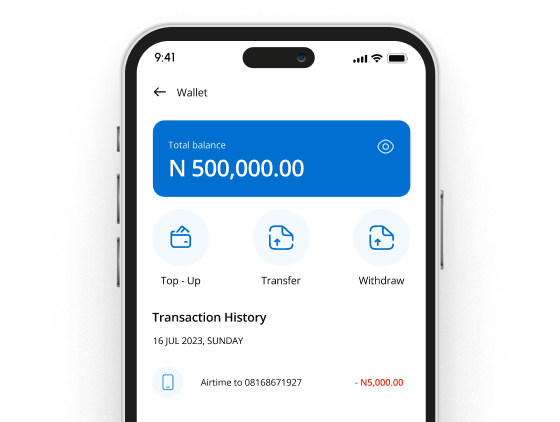 9:41
Wallet
Total balance
N 500,000.00
Top - Up Transfer Withdraw
Transaction History
16 JUL 2023, SUNDAY
Airtime to 08168671927 - N5,000.00